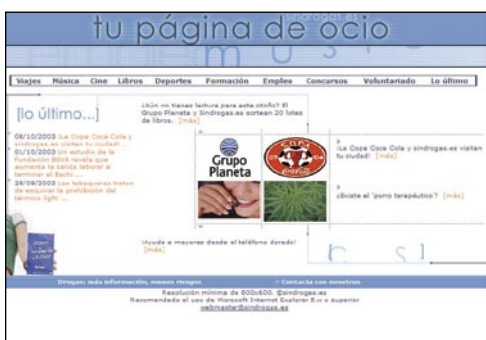 sindrogas.es
tu página de ocio
music
Viajes Música Cine Libros Deportes Formación Empleo Concursos Voluntariado Lo último
[lo último...]
08/10/2003 ¡La Copa Coca Cola y
sindrogas.es visitan tu ciudad! ...
01/10/2003 Un estudio de la
Fundación BBVA revela que
aumenta la salida laboral a
terminar el Bachi ...
29/09/2003 Las tabaqueras tratan
de esquivar la prohibición del
término light ...
¿Aún no tienes lectura para este otoño? El
Grupo Planeta y Sindrogas.es sortean 20 lotes
de libros. [más]
Grupo
Planeta
COPA
¡La Copa Coca Cola y sindrogas.es visitan
tu ciudad! [más]
¿Existe el 'porro terapéutico'? [más]
¡Ayuda a mayores desde el teléfono dorado!
[más]
[ C S ]
Drogas: más información, menos riesgos
Contacta con nosotros
Resolución mínima de 800x600. ©sindrogas.es
Recomendado el uso de Microsoft Internet Explorer 5.x o superior
webmaster@sindrogas.es